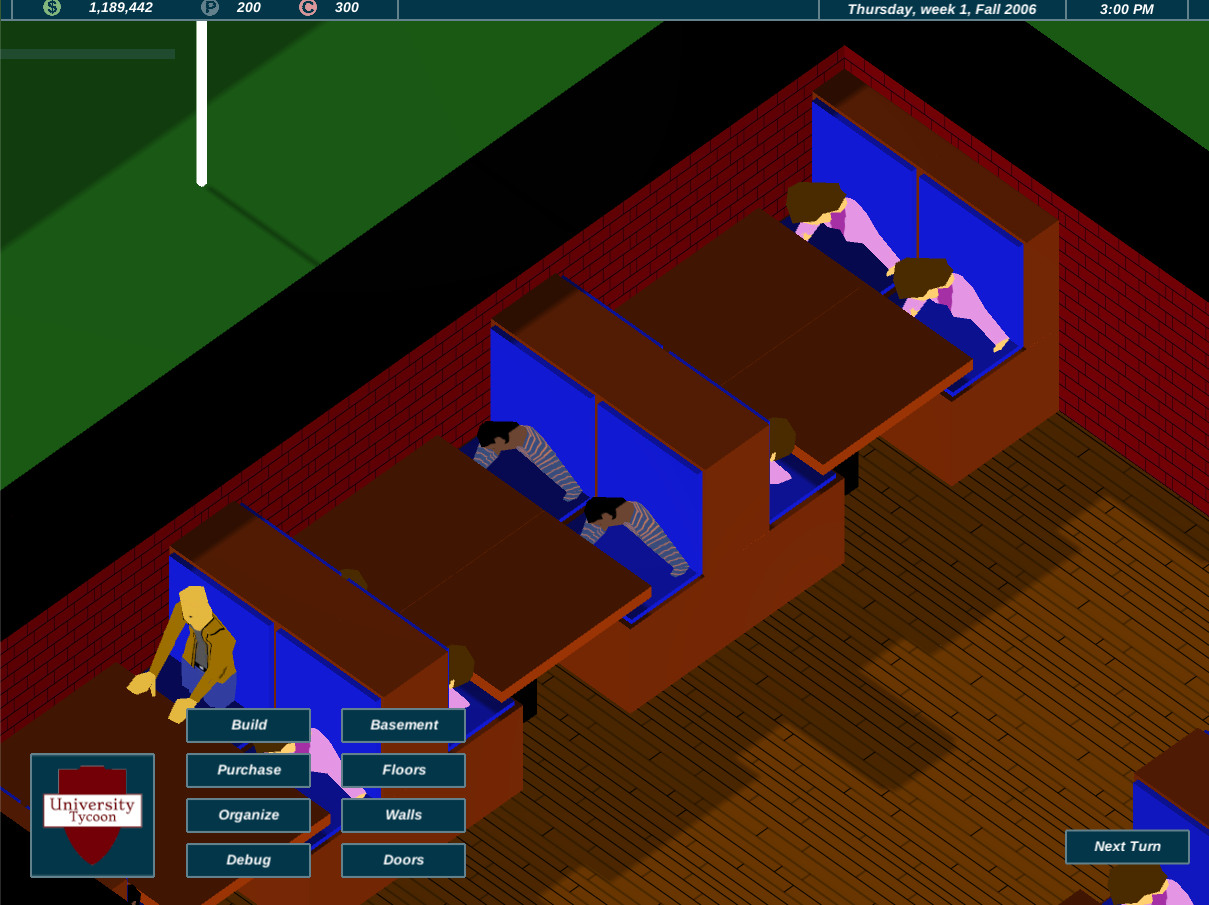 1,189,442
P
200
C
300
Thursday, week 1, Fall 2006
3:00 PM
Build
Basement
Purchase
Floors
University
Tycoon
Organize
Walls
Debug
Doors
Next Turn